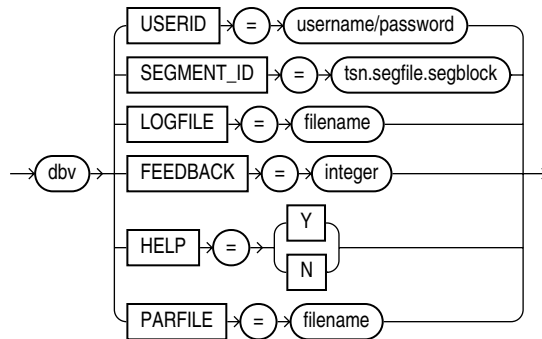 USERID = username/password
SEGMENT_ID = tsn.segfile.segblock
LOGFILE = filename
dbv FEEDBACK = integer
Y
HELP =
N
PARFILE = filename